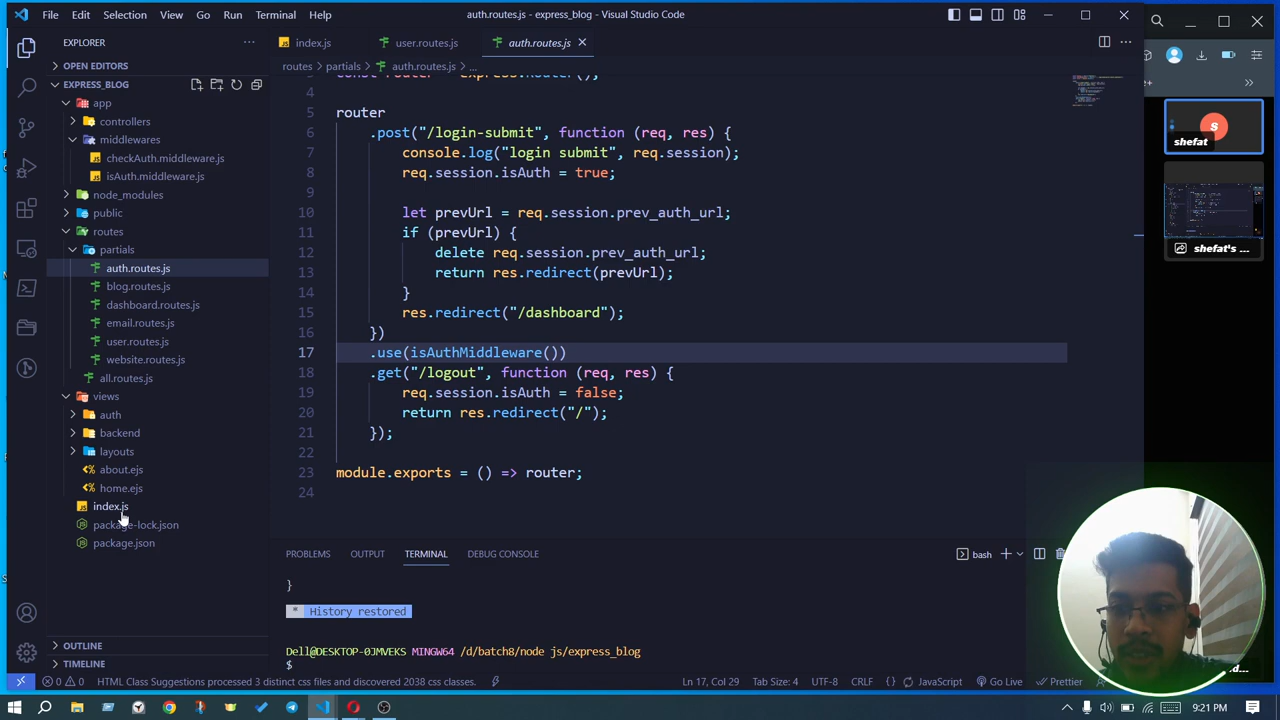 File Edit Selection View Go Run Terminal Help
auth.routes.js - express_blog - Visual Studio Code
EXPLORER
index.js user.routes.js auth.routes.js
OPEN EDITORS
routes partials auth.routes.js ...
EXPRESS_BLOG
app
controllers
middlewares
checkAuth.middleware.js
isAuth.middleware.js
node_modules
public
routes
partials
auth.routes.js
blog.routes.js
dashboard.routes.js
email.routes.js
user.routes.js
website.routes.js
all.routes.js
views
auth
backend
layouts
about.ejs
home.ejs
index.js
package-lock.json
package.json
OUTLINE
TIMELINE
4
5 router
6 .post("/login-submit", function (req, res) {
7 console.log("login submit", req.session);
8 req.session.isAuth = true;
9
10 let prevUrl = req.session.prev_auth_url;
11 if (prevUrl) {
12 delete req.session.prev_auth_url;
13 return res.redirect(prevUrl);
14 }
15 res.redirect("/dashboard");
16 })
17 .use(isAuthMiddleware())
18 .get("/logout", function (req, res) {
19 req.session.isAuth = false;
20 return res.redirect("/");
21 });
22
23 module.exports = () => router;
24
PROBLEMS OUTPUT TERMINAL DEBUG CONSOLE
bash
}
* History restored
Dell@DESKTOP-0JMVEKS MINGW64 /d/batch8/node js/express_blog
$
0 0 HTML Class Suggestions processed 3 distinct css files and discovered 2038 css classes.
Ln 17, Col 29 Tab Size: 4 UTF-8 CRLF {} JavaScript Go Live Prettier
s
shefat
shefat's ...
9:21 PM